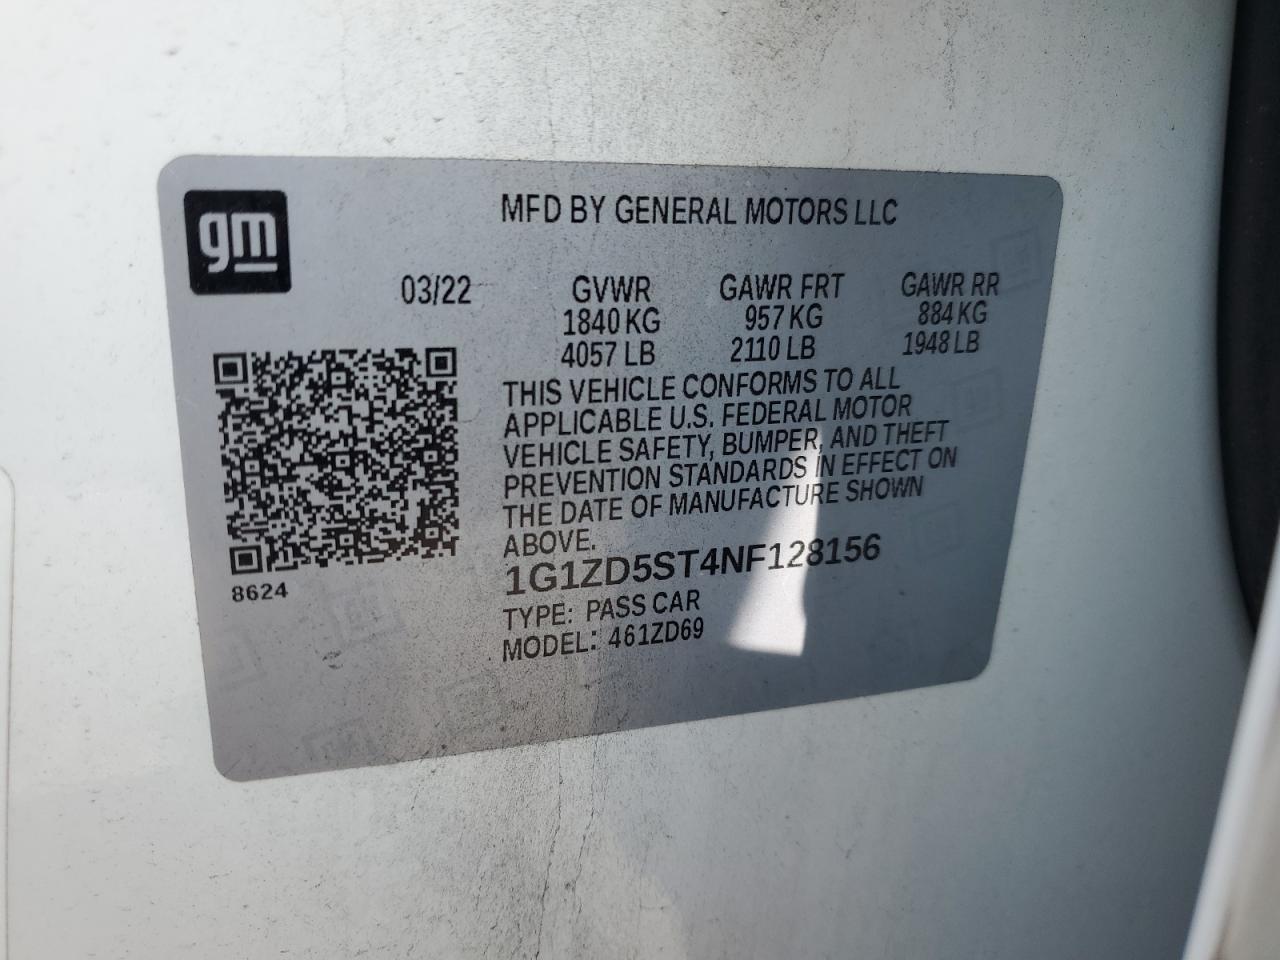 gm
MFD BY GENERAL MOTORS LLC
03/22 GVWR GAWR FRT GAWR RR
1840 KG 957 KG 884 KG
4057 LB 2110 LB 1948 LB
THIS VEHICLE CONFORMS TO ALL
APPLICABLE U.S. FEDERAL MOTOR
VEHICLE SAFETY, BUMPER, AND THEFT
PREVENTION STANDARDS IN EFFECT ON
THE DATE OF MANUFACTURE SHOWN
ABOVE.
8624
1G1ZD5ST4NF128156
TYPE: PASS CAR
MODEL: 461ZD69